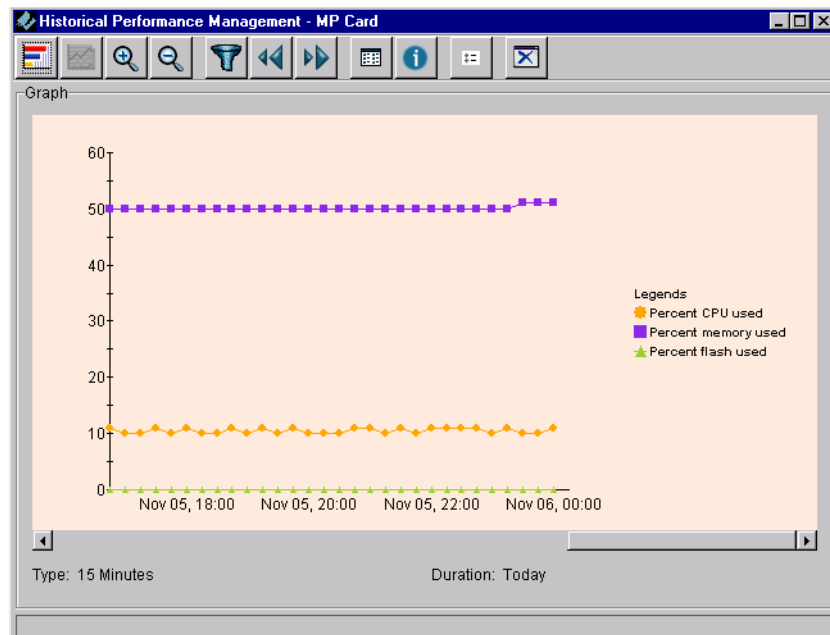 Historical Performance Management - MP Card
Graph
60
50
40
30
20
10
0
Nov 05, 18:00 Nov 05, 20:00 Nov 05, 22:00 Nov 06, 00:00
Legends
Percent CPU used
Percent memory used
Percent flash used
Type: 15 Minutes Duration: Today